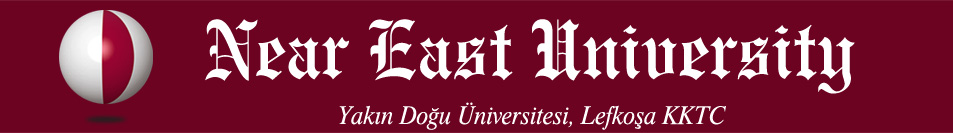 Near East University
Yakın Doğu Üniversitesi, Lefkoşa KKTC